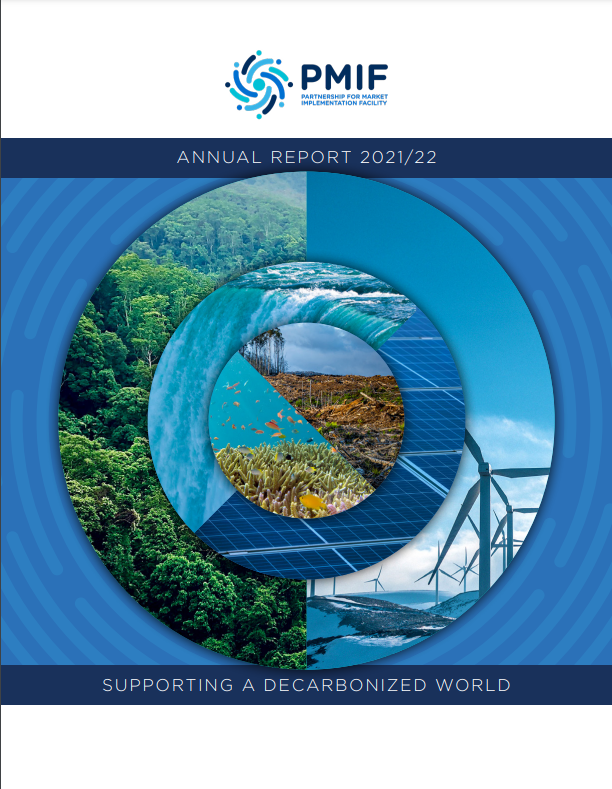 PMIF
PARTNERSHIP FOR MARKET
IMPLEMENTATION FACILITY
ANNUAL REPORT 2021/22
SUPPORTING A DECARBONIZED WORLD